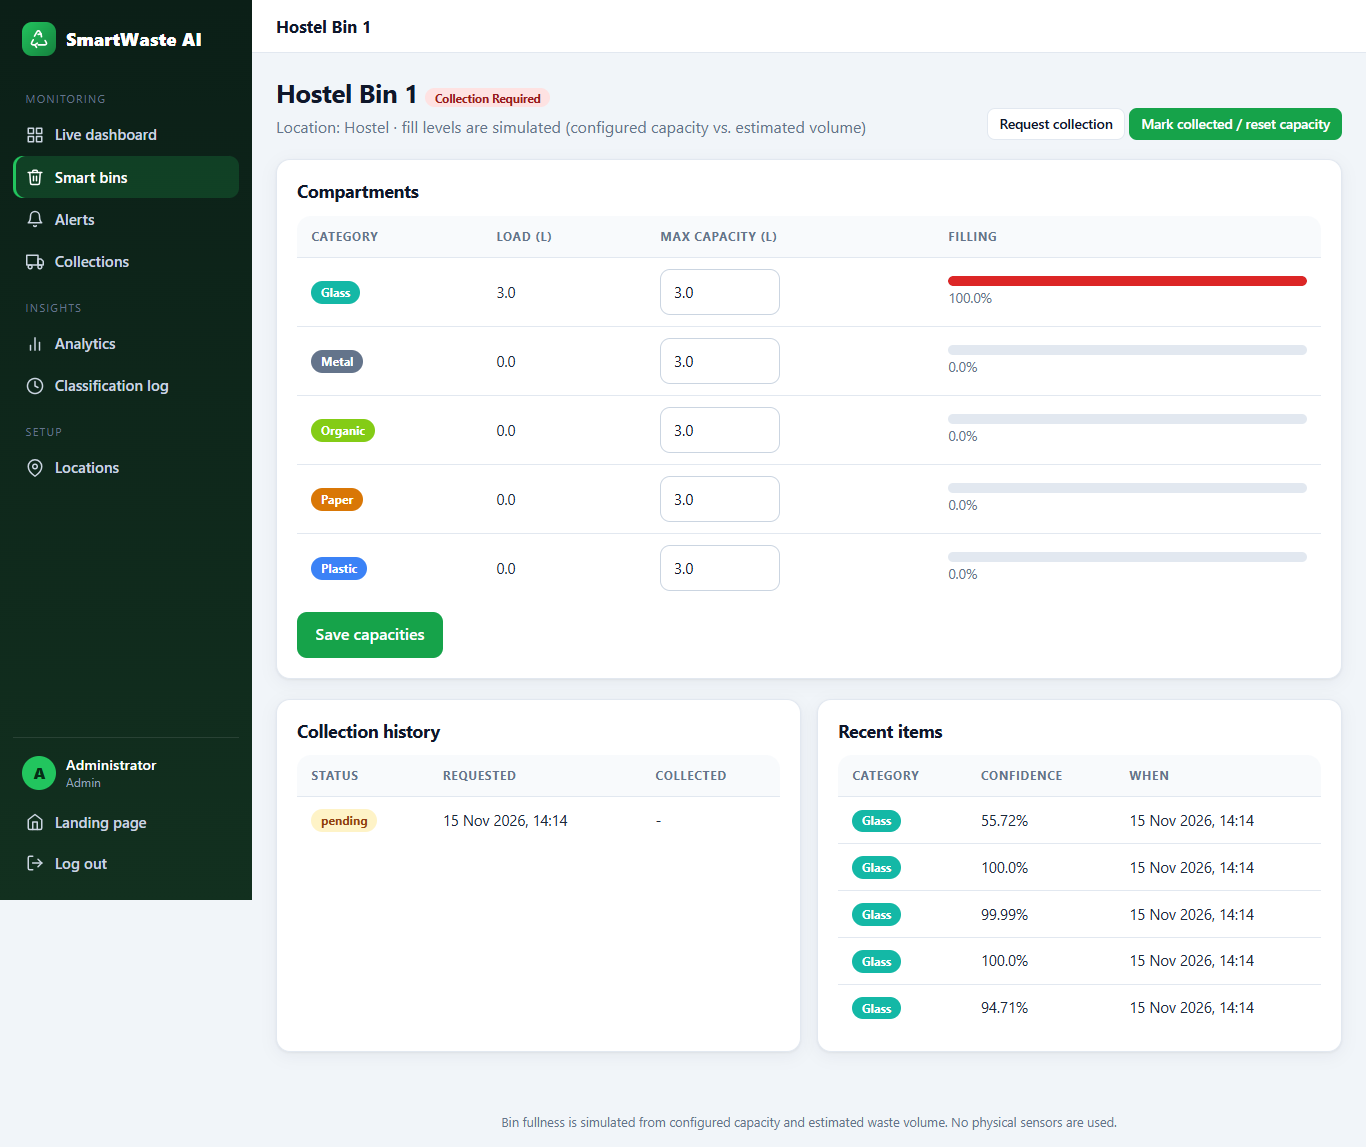 SmartWaste AI
MONITORING
Live dashboard
Smart bins
Alerts
Collections
INSIGHTS
Analytics
Classification log
SETUP
Locations
A
Administrator
Admin
Landing page
Log out
Hostel Bin 1
Hostel Bin 1 Collection Required
Location: Hostel · fill levels are simulated (configured capacity vs. estimated volume)
Request collection
Mark collected / reset capacity
Compartments
CATEGORY LOAD (L) MAX CAPACITY (L) FILLING
Glass 3.0 3.0 100.0%
Metal 0.0 3.0 0.0%
Organic 0.0 3.0 0.0%
Paper 0.0 3.0 0.0%
Plastic 0.0 3.0 0.0%
Save capacities
Collection history
STATUS REQUESTED COLLECTED
pending 15 Nov 2026, 14:14 -
Recent items
CATEGORY CONFIDENCE WHEN
Glass 55.72% 15 Nov 2026, 14:14
Glass 100.0% 15 Nov 2026, 14:14
Glass 99.99% 15 Nov 2026, 14:14
Glass 100.0% 15 Nov 2026, 14:14
Glass 94.71% 15 Nov 2026, 14:14
Bin fullness is simulated from configured capacity and estimated waste volume. No physical sensors are used.